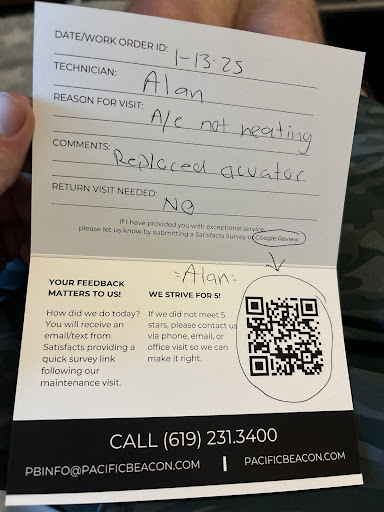 DATE/WORK ORDER ID: 1-13-25
TECHNICIAN: Alan
REASON FOR VISIT: A/c not heating
COMMENTS: Replaced acuator
RETURN VISIT NEEDED: NO
If I have provided you with exceptional service,
please let us know by submitting a Satisfacts Survey or Google Review.
=Alan=
YOUR FEEDBACK
MATTERS TO US!
How did we do today?
You will receive an
email/text from
Satisfacts providing a
quick survey link
following our
maintenance visit.
WE STRIVE FOR 5!
If we did not meet 5
stars, please contact us
via phone, email, or
office visit so we can
make it right.
CALL (619) 231.3400
PBINFO@PACIFICBEACON.COM | PACIFICBEACON.COM